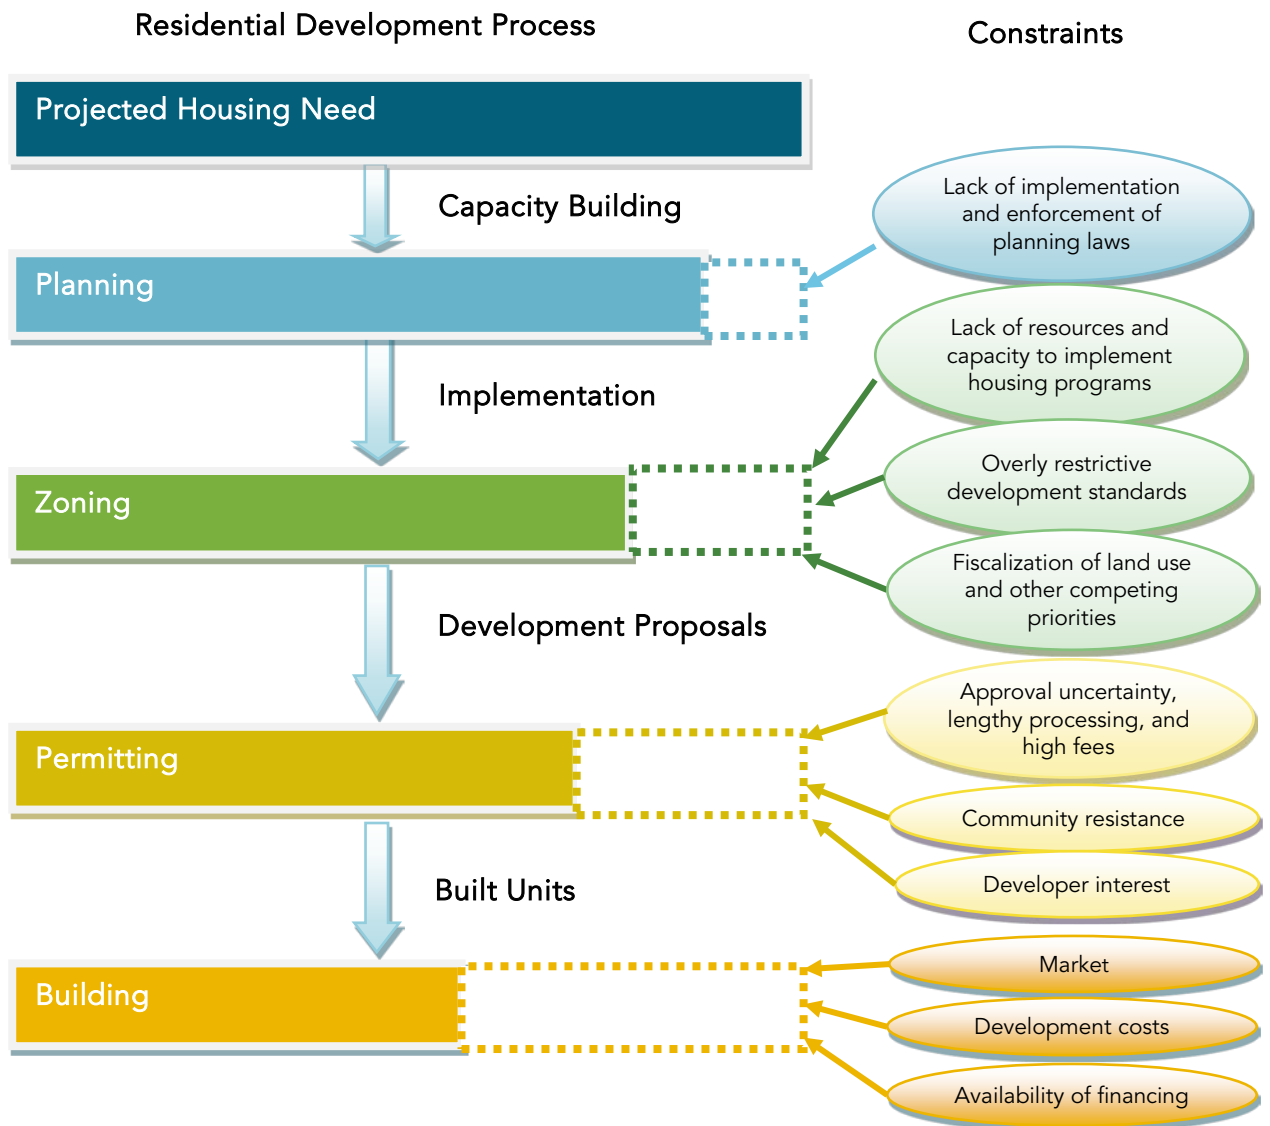 Residential Development Process
Constraints
Projected Housing Need
Capacity Building
Lack of implementation
and enforcement of
planning laws
Planning
Lack of resources and
capacity to implement
housing programs
Implementation
Overly restrictive
development standards
Zoning
Fiscalization of land use
and other competing
priorities
Development Proposals
Approval uncertainty,
lengthy processing, and
high fees
Permitting
Community resistance
Developer interest
Built Units
Market
Building
Development costs
Availability of financing